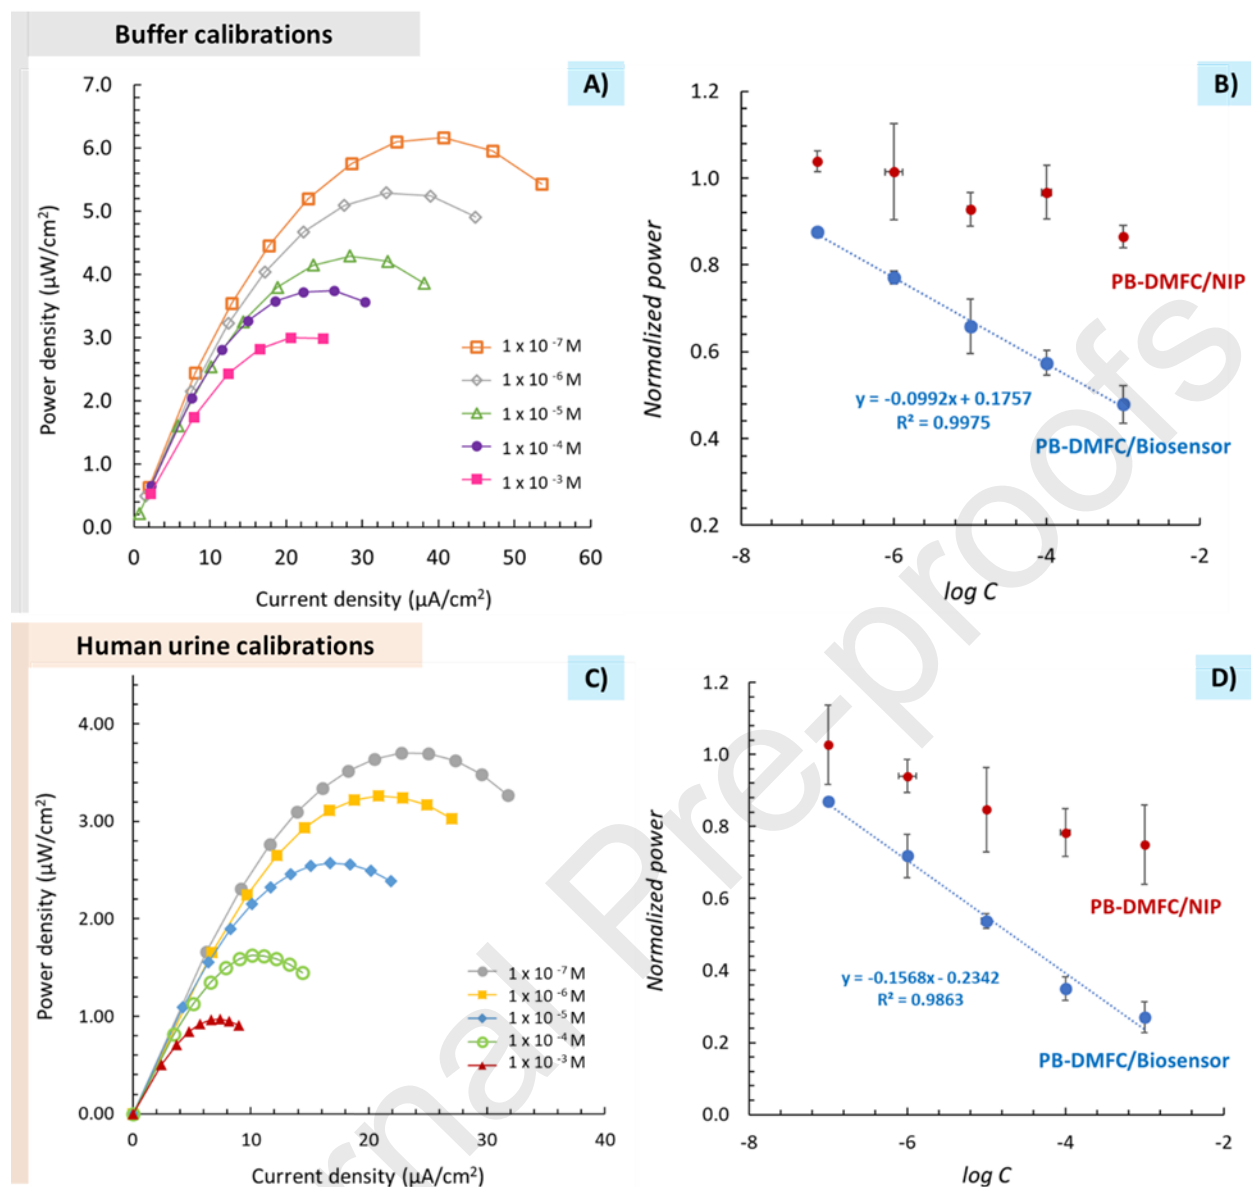 Buffer calibrations
A)
7.0
6.0
5.0
4.0
3.0
2.0
1.0
0.0
Power density (µW/cm²)
1 x 10 ⁻⁷ M
1 x 10 ⁻⁶ M
1 x 10 ⁻⁵ M
1 x 10 ⁻⁴ M
1 x 10 ⁻³ M
0 10 20 30 40 50 60
Current density (µA/cm²)
B)
1.2
1.0
0.8
0.6
0.4
0.2
Normalized power
PB-DMFC/NIP
y = -0.0992x + 0.1757
R² = 0.9975
PB-DMFC/Biosensor
-8 -6 -4 -2
log C
Human urine calibrations
C)
4.00
3.00
2.00
1.00
0.00
Power density (µW/cm²)
1 x 10 ⁻⁷ M
1 x 10 ⁻⁶ M
1 x 10 ⁻⁵ M
1 x 10 ⁻⁴ M
1 x 10 ⁻³ M
0 10 20 30 40
Current density (µA/cm²)
D)
1.2
1.0
0.8
0.6
0.4
0.2
0.0
Normalized power
PB-DMFC/NIP
y = -0.1568x - 0.2342
R² = 0.9863
PB-DMFC/Biosensor
-8 -6 -4 -2
log C
rnal Pre-proofs